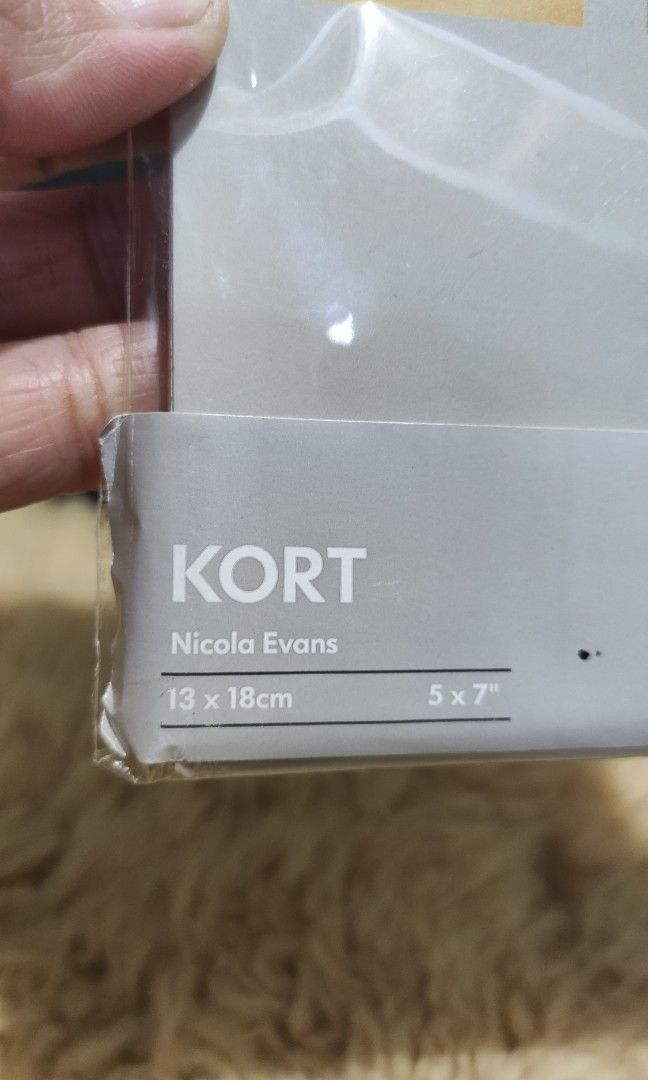 KORT
Nicola Evans
13 x 18cm 5 x 7"